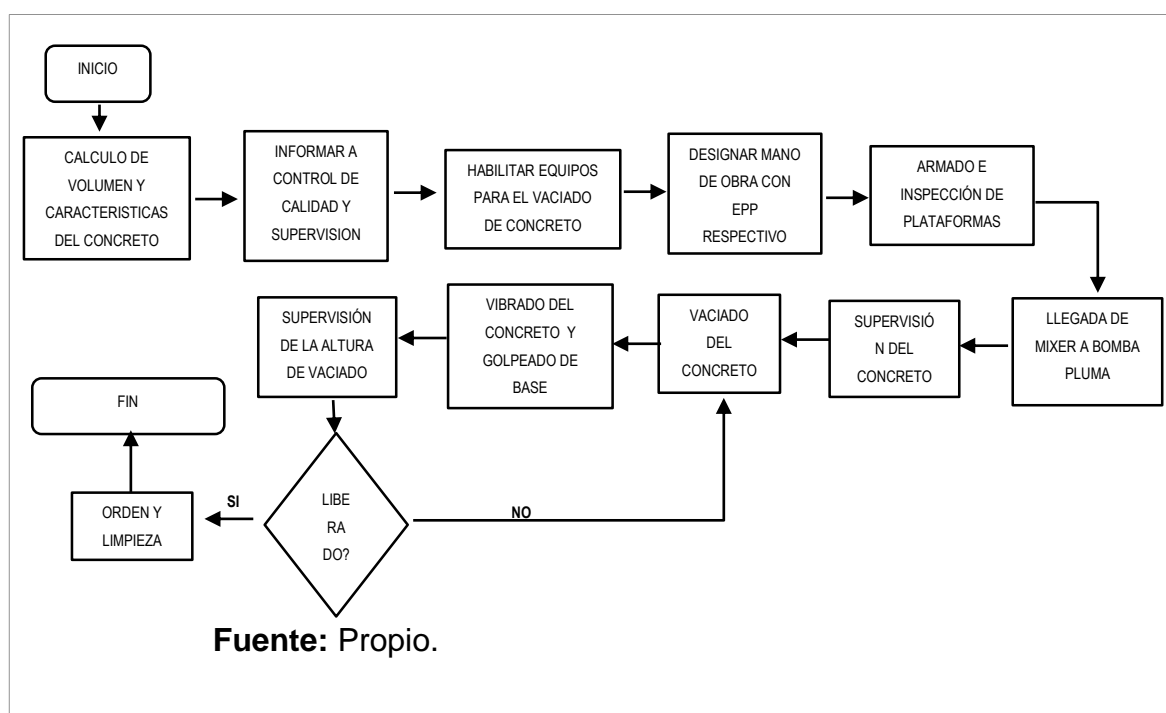 INICIO
CALCULO DE
VOLUMEN Y
CARACTERISTICAS
DEL CONCRETO
INFORMAR A
CONTROL DE
CALIDAD Y
SUPERVISION
HABILITAR EQUIPOS
PARA EL VACIADO
DE CONCRETO
DESIGNAR MANO
DE OBRA CON
EPP
RESPECTIVO
ARMADO E
INSPECCIÓN DE
PLATAFORMAS
LLEGADA DE
MIXER A BOMBA
PLUMA
SUPERVISIÓ
N DEL
CONCRETO
VACIADO
DEL
CONCRETO
VIBRADO DEL
CONCRETO Y
GOLPEADO DE
BASE
SUPERVISIÓN
DE LA ALTURA
DE VACIADO
LIBE
RA
DO?
NO
SI
ORDEN Y
LIMPIEZA
FIN
Fuente: Propio.